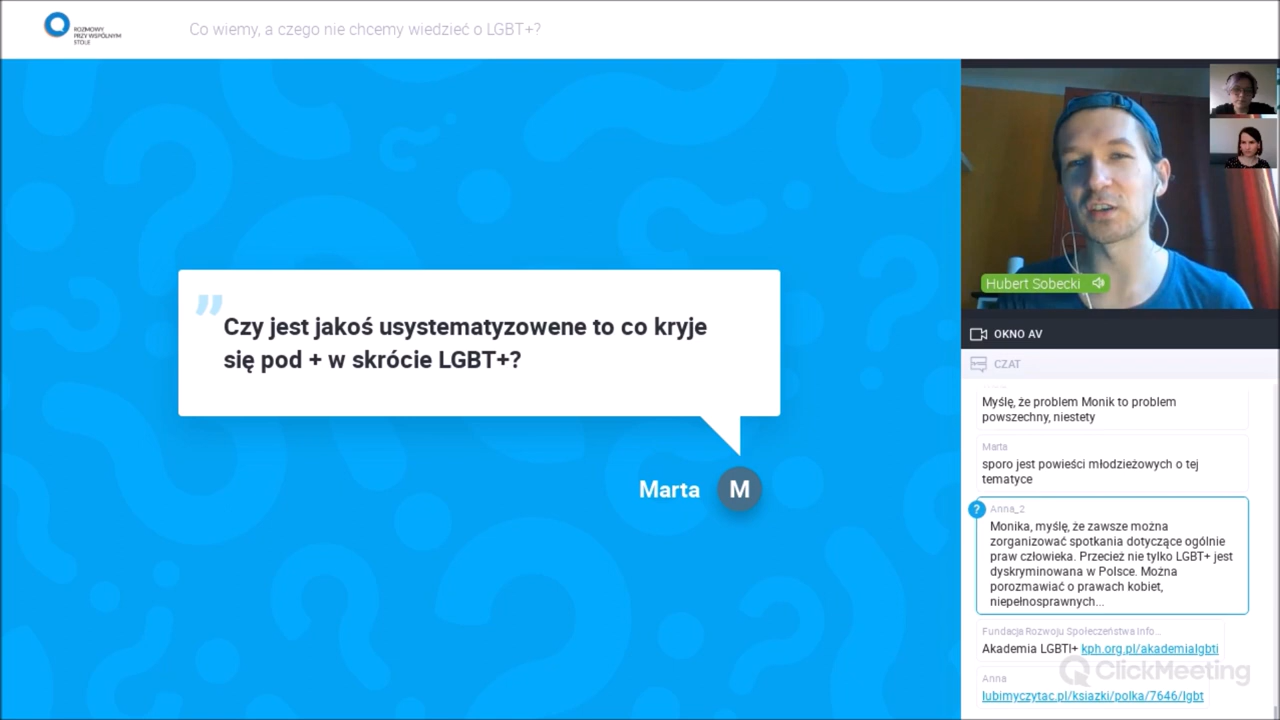 ROZMOWY
PRZY WSPÓLNYM
STOLE
Co wiemy, a czego nie chcemy wiedzieć o LGBT+?
”
Czy jest jakoś usystematyzowene to co kryje
się pod + w skrócie LGBT+?
Marta M
Hubert Sobecki
OKNO AV
CZAT
Myślę, że problem Monik to problem
powszechny, niestety
Marta
sporo jest powieści młodzieżowych o tej
tematyce
?
Anna_2
Monika, myślę, że zawsze można
zorganizować spotkania dotyczące ogólnie
praw człowieka. Przecież nie tylko LGBT+ jest
dyskryminowana w Polsce. Można
porozmawiać o prawach kobiet,
niepełnosprawnych...
Fundacja Rozwoju Społeczeństwa Info...
Akademia LGBTI+ kph.org.pl/akademialgbti
ClickMeeting
Anna
lubimyczytac.pl/ksiazki/polka/7646/lgbt